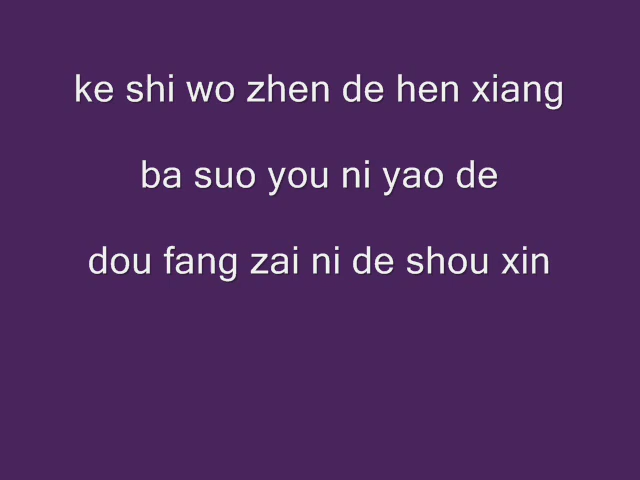 ke shi wo zhen de hen xiang
ba suo you ni yao de
dou fang zai ni de shou xin